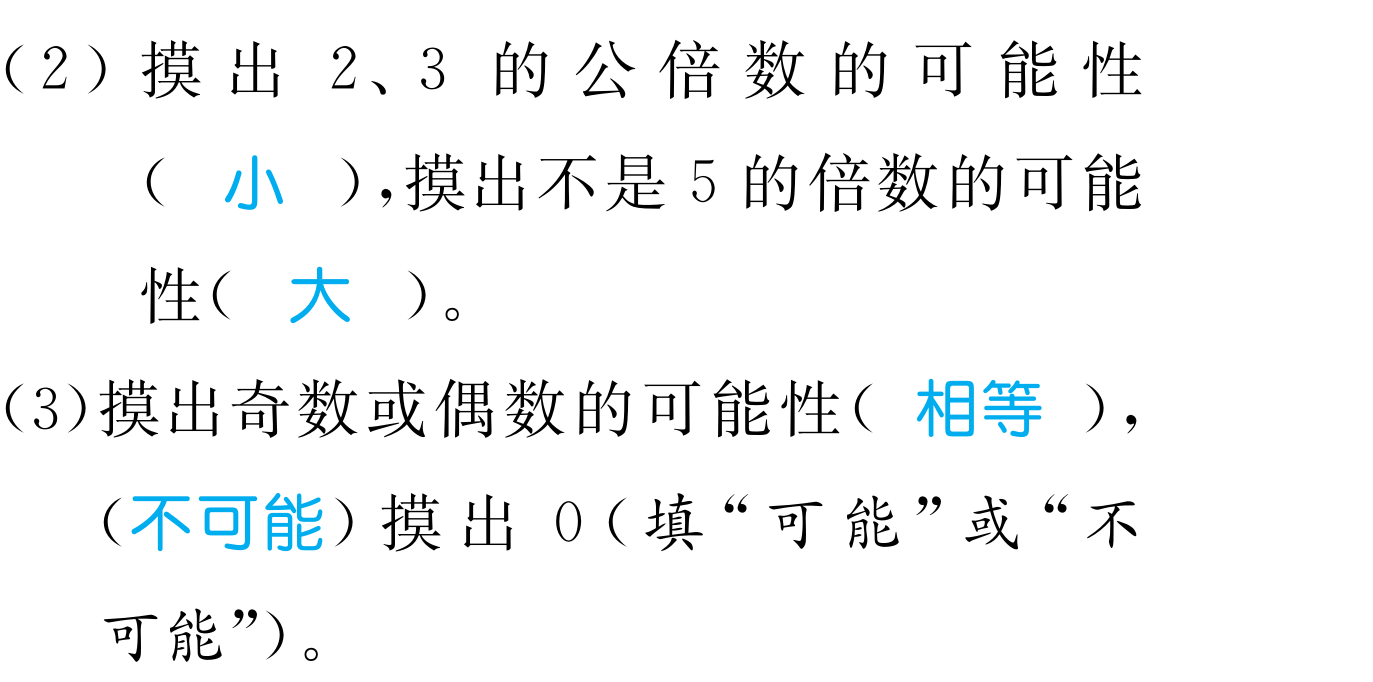 (2)摸出 2、3 的公倍数的可能性
( 小 ),摸出不是 5 的倍数的可能
性( 大 )。
(3)摸出奇数或偶数的可能性( 相等 ),
(不可能)摸出 0(填“可能”或“不
可能”)。